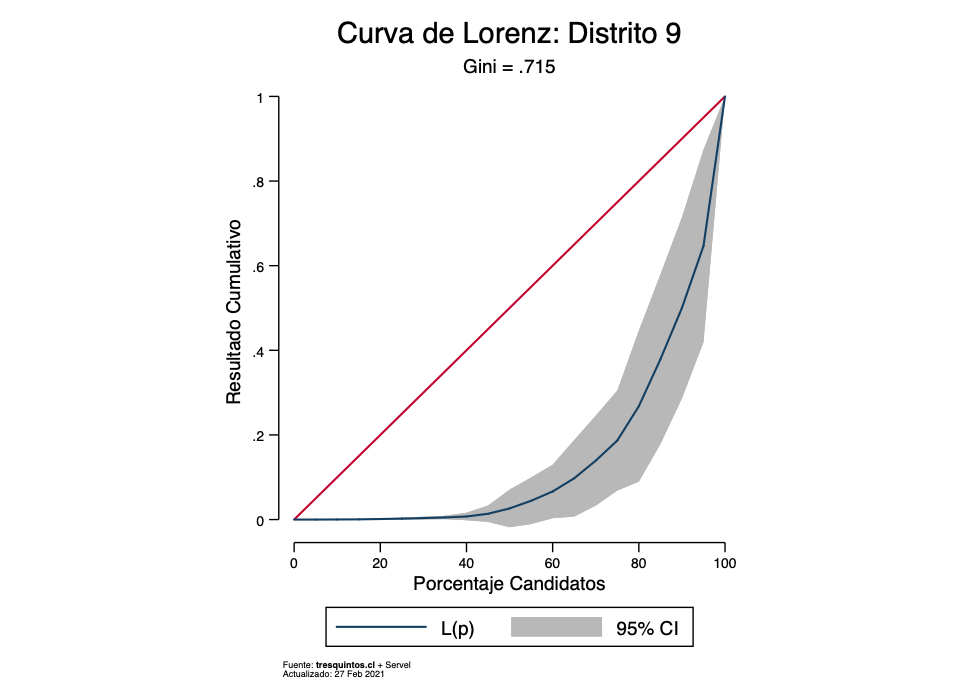 Curva de Lorenz: Distrito 9
Gini = .715
Resultado Cumulativo
1
.8
.6
.4
.2
0
0 20 40 60 80 100
Porcentaje Candidatos
L(p) 95% CI
Fuente: tresquintos.cl + Servel
Actualizado: 27 Feb 2021